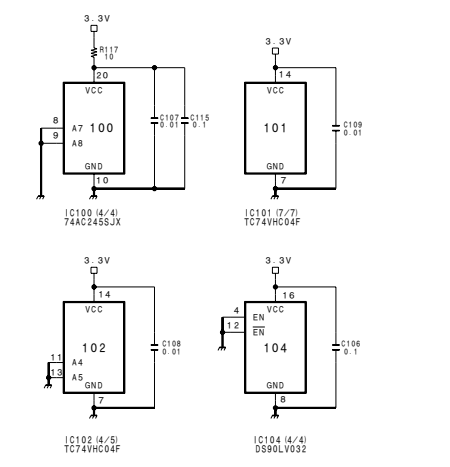 3.3V
R117
10
20
VCC
8
A7
100
9
A8
GND
10
C107
0.01
C115
0.1
IC100 (4/4)
74AC245SJX
3.3V
14
VCC
101
GND
7
C109
0.01
IC101 (7/7)
TC74VHC04F
3.3V
14
VCC
102
11
A4
13
A5
GND
7
C108
0.01
IC102 (4/5)
TC74VHC04F
3.3V
16
VCC
4
EN
12
EN
104
GND
8
C106
0.1
IC104 (4/4)
DS90LV032